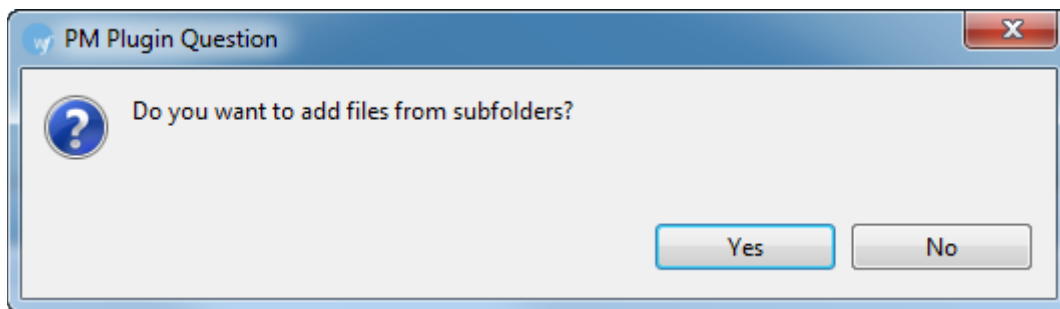 PM Plugin Question
Do you want to add files from subfolders?
Yes
No